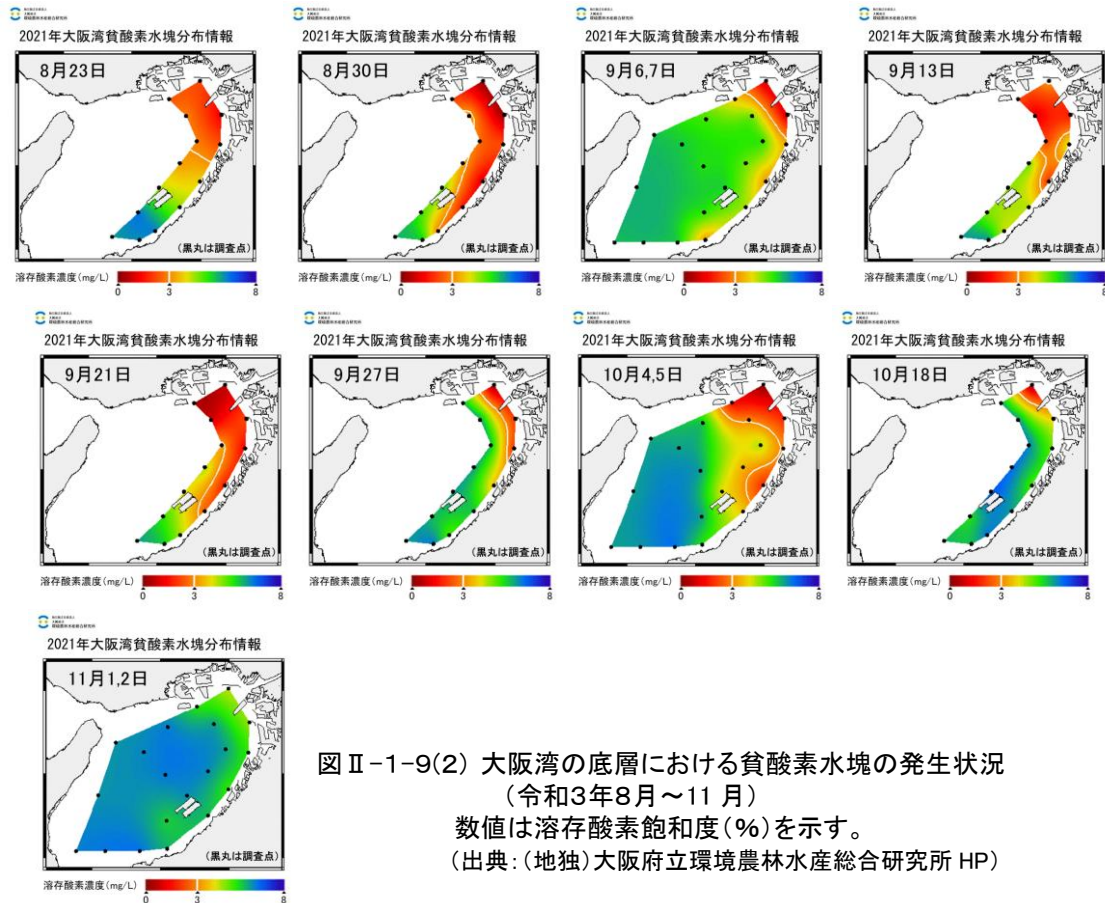 2021年大阪湾貧酸素水塊分布情報
8月23日
(黒丸は調査点)
溶存酸素濃度(mg/L)
0 3 8
2021年大阪湾貧酸素水塊分布情報
8月30日
(黒丸は調査点)
溶存酸素濃度(mg/L)
0 3 8
2021年大阪湾貧酸素水塊分布情報
9月6,7日
(黒丸は調査点)
溶存酸素濃度(mg/L)
0 3 8
2021年大阪湾貧酸素水塊分布情報
9月13日
(黒丸は調査点)
溶存酸素濃度(mg/L)
0 3 8
2021年大阪湾貧酸素水塊分布情報
9月21日
(黒丸は調査点)
溶存酸素濃度(mg/L)
0 3 8
2021年大阪湾貧酸素水塊分布情報
9月27日
(黒丸は調査点)
溶存酸素濃度(mg/L)
0 3 8
2021年大阪湾貧酸素水塊分布情報
10月4,5日
(黒丸は調査点)
溶存酸素濃度(mg/L)
0 3 8
2021年大阪湾貧酸素水塊分布情報
10月18日
(黒丸は調査点)
溶存酸素濃度(mg/L)
0 3 8
2021年大阪湾貧酸素水塊分布情報
11月1,2日
(黒丸は調査点)
溶存酸素濃度(mg/L)
0 3 8
図Ⅱ-1-9(2) 大阪湾の底層における貧酸素水塊の発生状況
(令和3年8月~11 月)
数値は溶存酸素飽和度(%)を示す。
(出典:(地独)大阪府立環境農林水産総合研究所 HP)